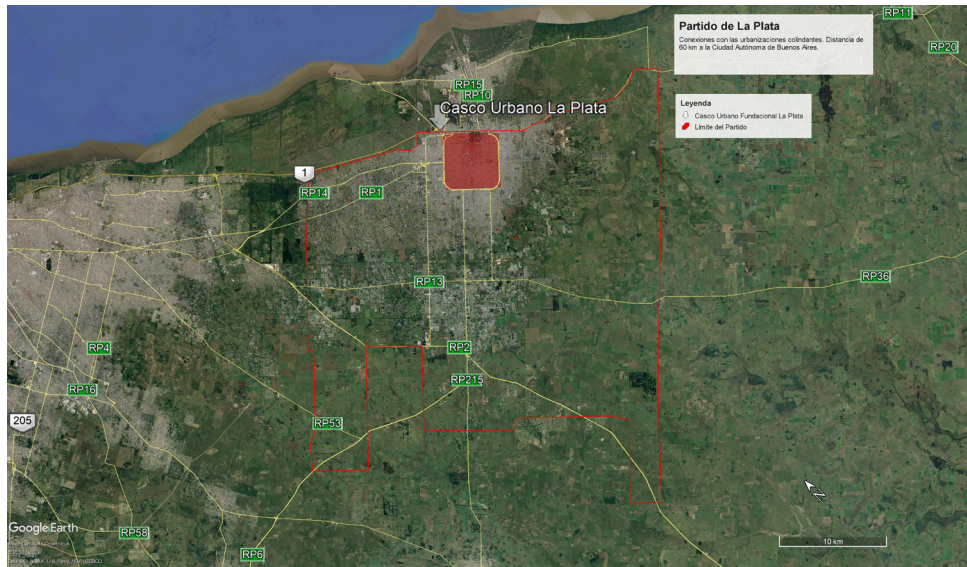 Partido de La Plata
Conexiones con las urbanizaciones colindantes. Distancia de
60 km a la Ciudad Autónoma de Buenos Aires.
RP11
RP20
Leyenda
Casco Urbano Fundacional La Plata
Límite del Partido
RP15
RP10
Casco Urbano La Plata
1
RP14
RP1
RP13
RP36
RP4
RP2
RP16
RP215
205
RP53
N
Google Earth
RP58
10 km
RP6